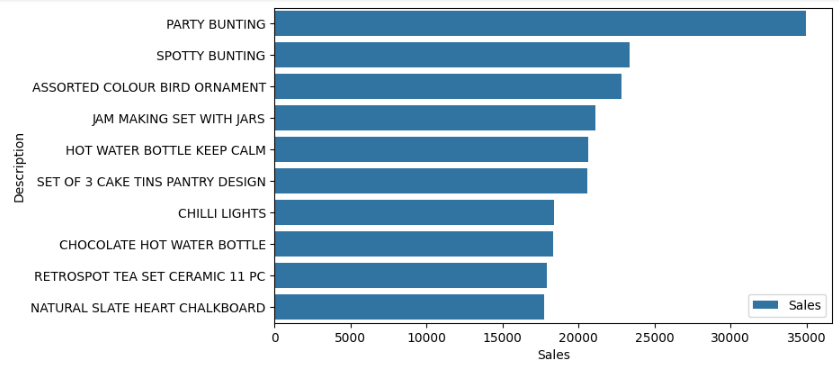 PARTY BUNTING
SPOTTY BUNTING
ASSORTED COLOUR BIRD ORNAMENT
JAM MAKING SET WITH JARS
HOT WATER BOTTLE KEEP CALM
SET OF 3 CAKE TINS PANTRY DESIGN
CHILLI LIGHTS
CHOCOLATE HOT WATER BOTTLE
RETROSPOT TEA SET CERAMIC 11 PC
NATURAL SLATE HEART CHALKBOARD
Description
Sales
0 5000 10000 15000 20000 25000 30000 35000
Sales